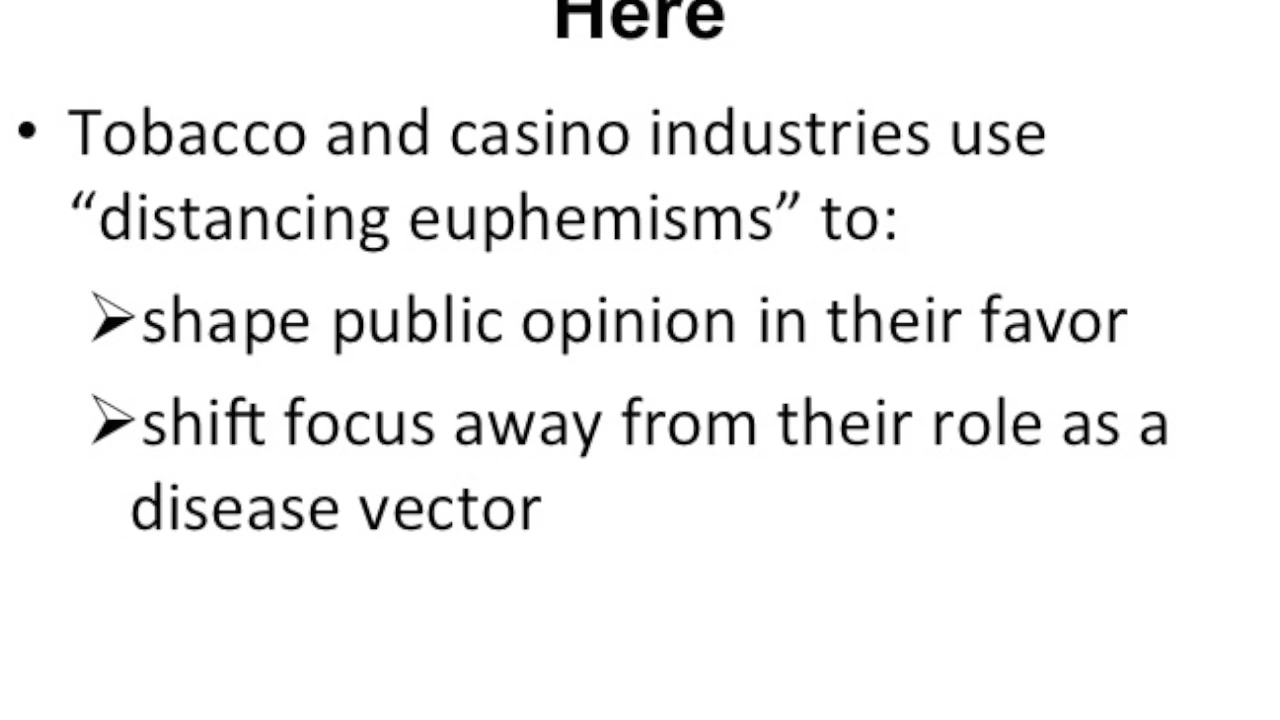 Here
• Tobacco and casino industries use
“distancing euphemisms” to:
➢shape public opinion in their favor
➢shift focus away from their role as a
disease vector